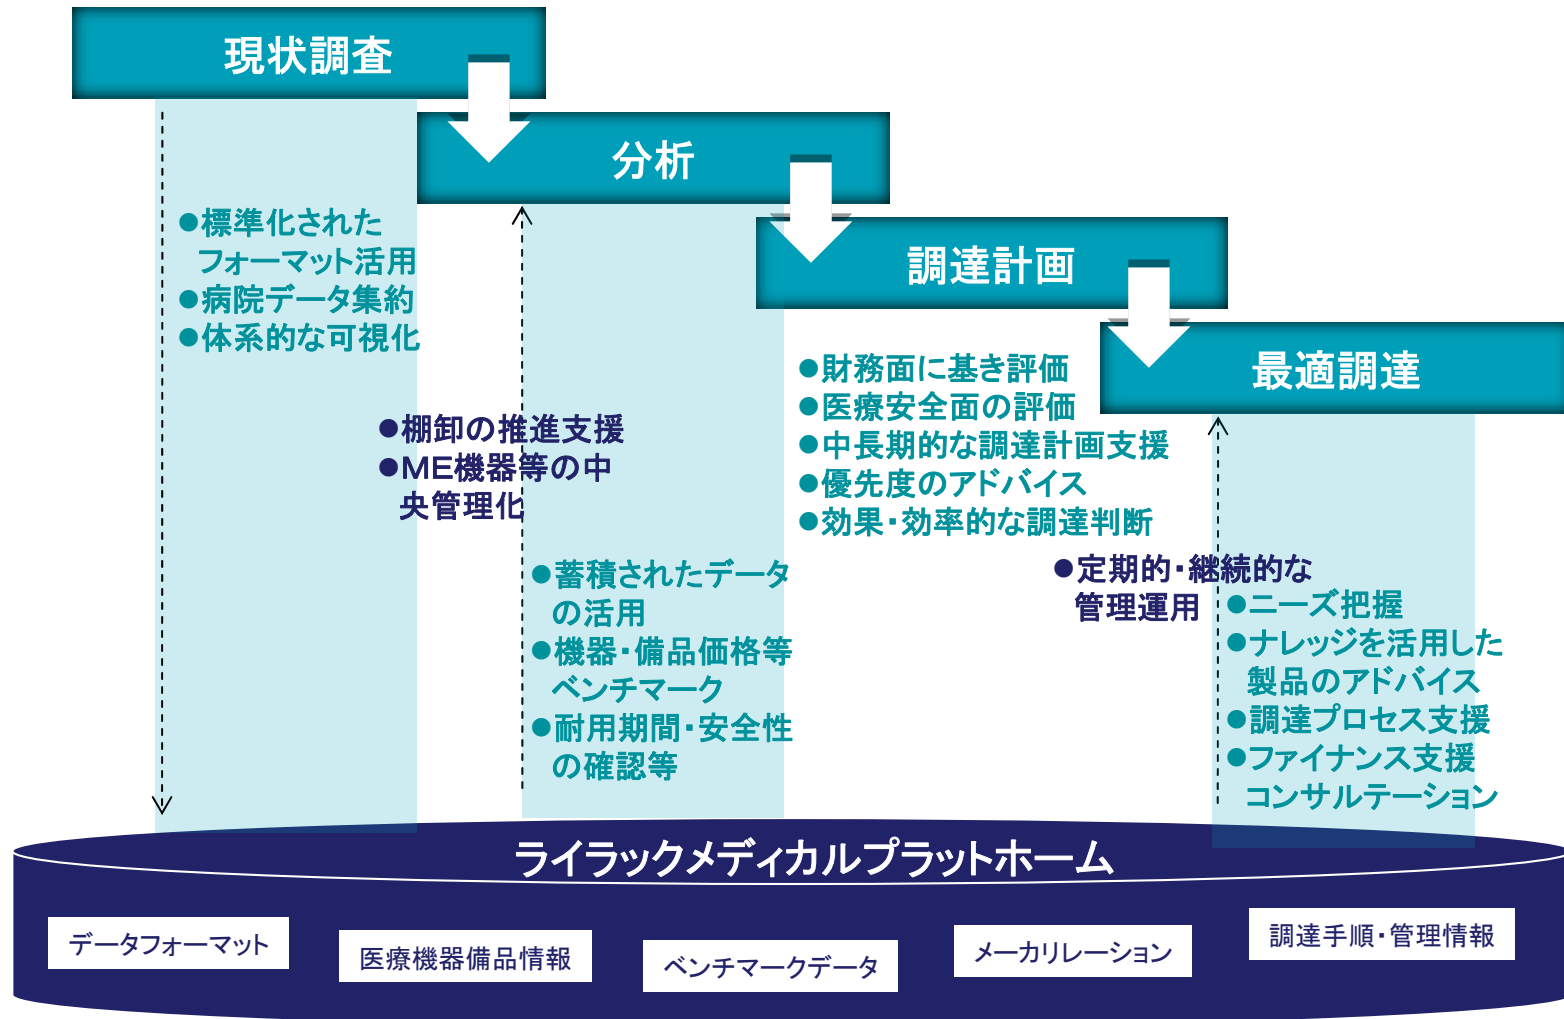 現状調査
分析
調達計画
最適調達
●標準化された
フォーマット活用
●病院データ集約
●体系的な可視化
●棚卸の推進支援
●ＭＥ機器等の中
央管理化
●蓄積されたデータ
の活用
●機器・備品価格等
ベンチマーク
●耐用期間・安全性
の確認等
●財務面に基き評価
●医療安全面の評価
●中長期的な調達計画支援
●優先度のアドバイス
●効果・効率的な調達判断
●定期的・継続的な
管理運用
●ニーズ把握
●ナレッジを活用した
製品のアドバイス
●調達プロセス支援
●ファイナンス支援
コンサルテーション
ライラックメディカルプラットホーム
データフォーマット
医療機器備品情報
ベンチマークデータ
メーカリレーション
調達手順・管理情報